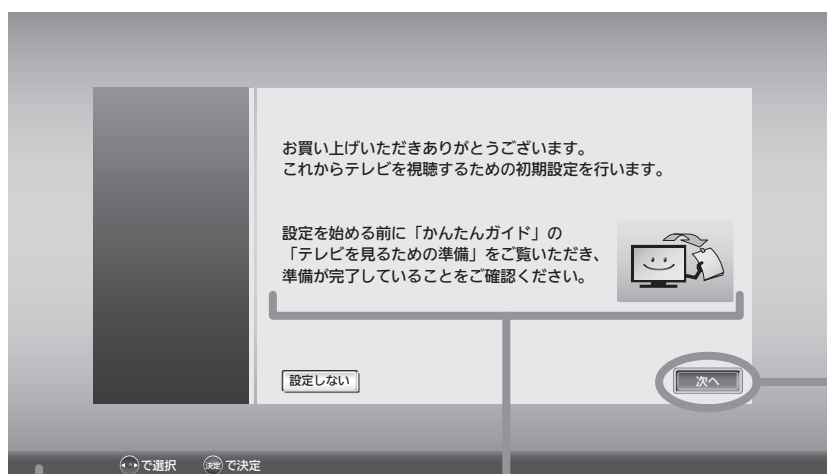 お買い上げいただきありがとうございます。
これからテレビを視聴するための初期設定を行います。
設定を始める前に「かんたんガイド」の
「テレビを見るための準備」をご覧いただき、
準備が完了していることをご確認ください。
設定しない
次へ
で選択 決定 で決定